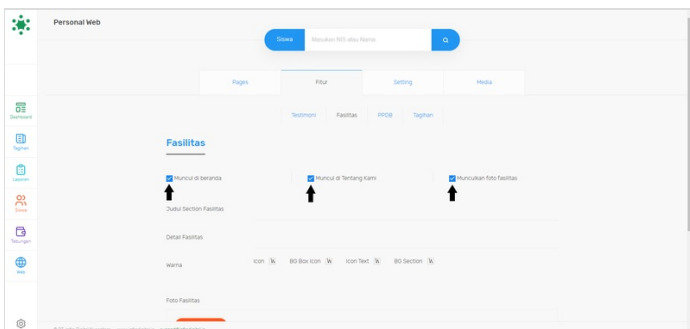 Personal Web
Siswa Masukan NIS atau Nama
Pages Fitur Setting Media
Testimoni Fasilitas PPDB Tagihan
Dashboard
Tagihan
Laporan
Siswa
Tabungan
Web
Fasilitas
Muncul di beranda Muncul di Tentang Kami Munculkan foto fasilitas
Judul Section Fasilitas
Detail Fasilitas
Warna Icon BG Box Icon Icon Text BG Section
Foto Fasilitas